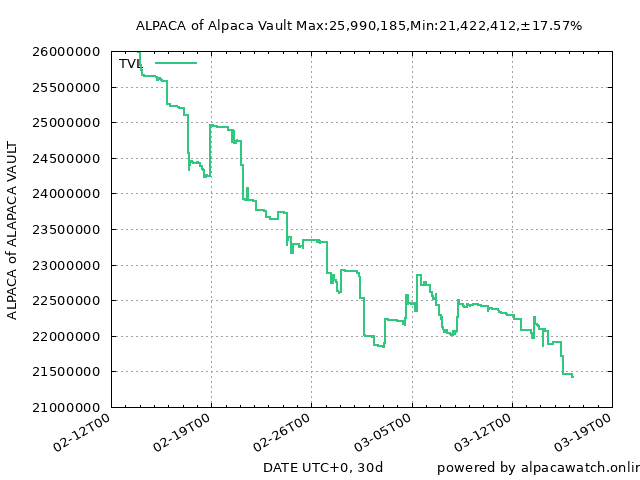 ALPACA of Alpaca Vault Max:25,990,185,Min:21,422,412,±17.57%
26000000
TVL
25500000
25000000
24500000
24000000
23500000
23000000
22500000
22000000
21500000
21000000
ALPACA of ALAPACA VAULT
02-12T00
02-19T00
02-26T00
03-05T00
03-12T00
03-19T00
DATE UTC+0, 30d
powered by alpacawatch.onlin